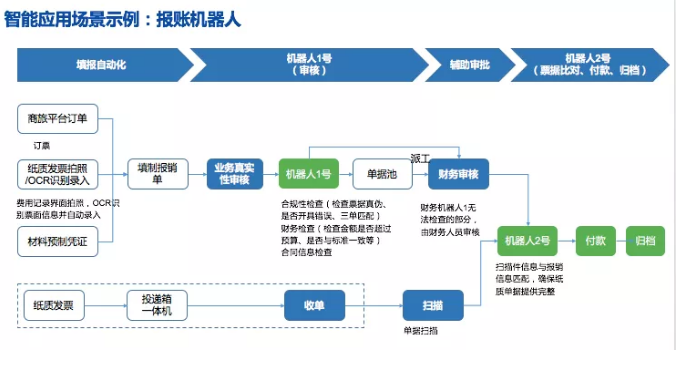 智能应用场景示例：报账机器人
填报自动化
机器人1号
（审核）
辅助审批
机器人2号
（票据比对、付款、归档）
商旅平台订单
订票
纸质发票拍照
/OCR识别录入
费用记录界面拍照，OCR识
别票面信息并自动录入
材料预制凭证
填制报销
单
业务真实
性审核
机器人1号
合规性检查（检查票据真伪、
是否开具错误、三单匹配）
财务检查（检查金额是否超过
预算、是否与标准一致等）
合同信息检查
单据池
派工
财务审核
财务机器人1无
法检查的部分，
由财务人员审核
机器人2号
扫描件信息与报销
信息匹配，确保纸
质单据提供完整
付款
归档
纸质发票
投递箱
一体机
收单
扫描
单据扫描